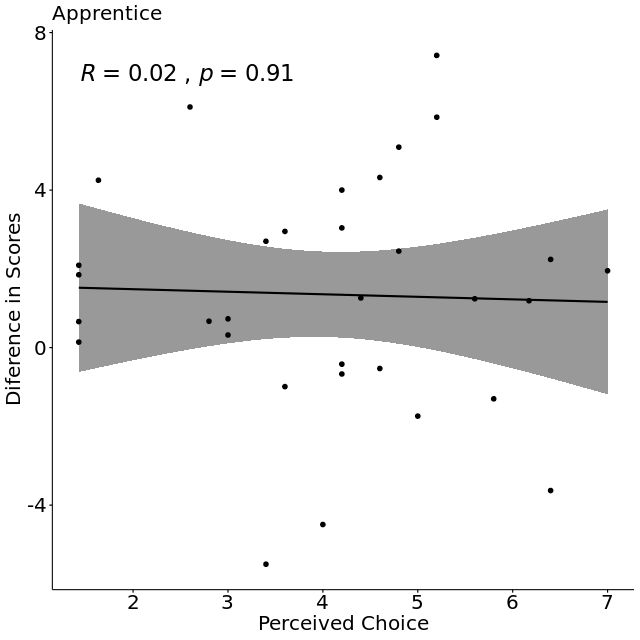 Apprentice
R = 0.02 , p = 0.91
Diference in Scores
8
4
0
-4
2 3 4 5 6 7
Perceived Choice